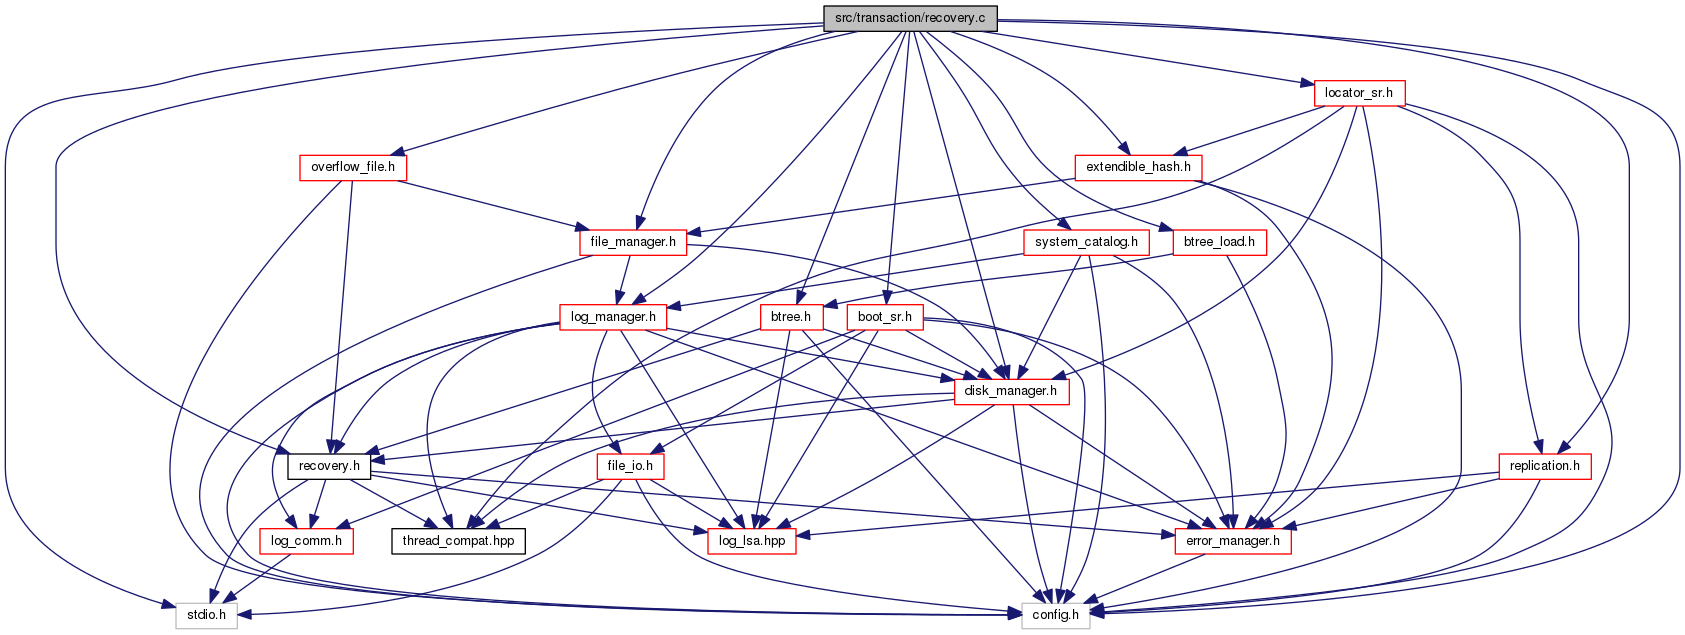 src/transaction/recovery.c
locator_sr.h
overflow_file.h
extendible_hash.h
file_manager.h
system_catalog.h
btree_load.h
log_manager.h
btree.h
boot_sr.h
disk_manager.h
recovery.h
file_io.h
replication.h
log_comm.h
thread_compat.hpp
log_lsa.hpp
error_manager.h
stdio.h
config.h